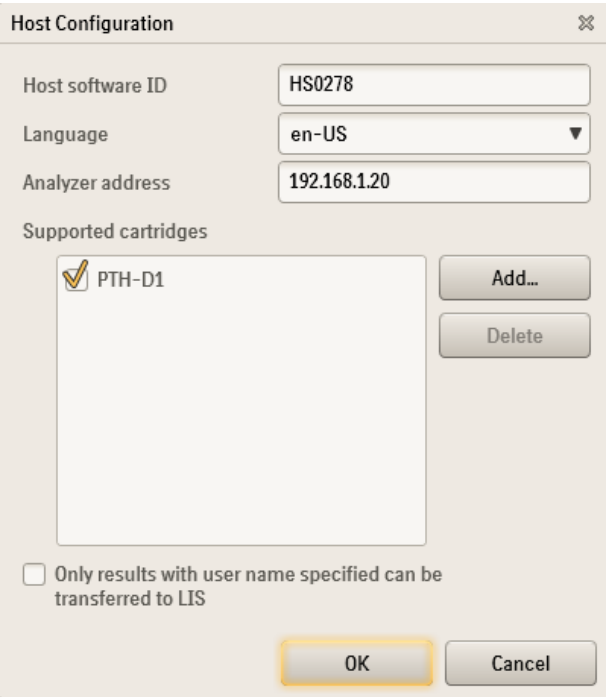 Host Configuration
Host software ID HS0278
Language en-US
Analyzer address 192.168.1.20
Supported cartridges
PTH-D1
Add...
Delete
Only results with user name specified can be
transferred to LIS
OK Cancel